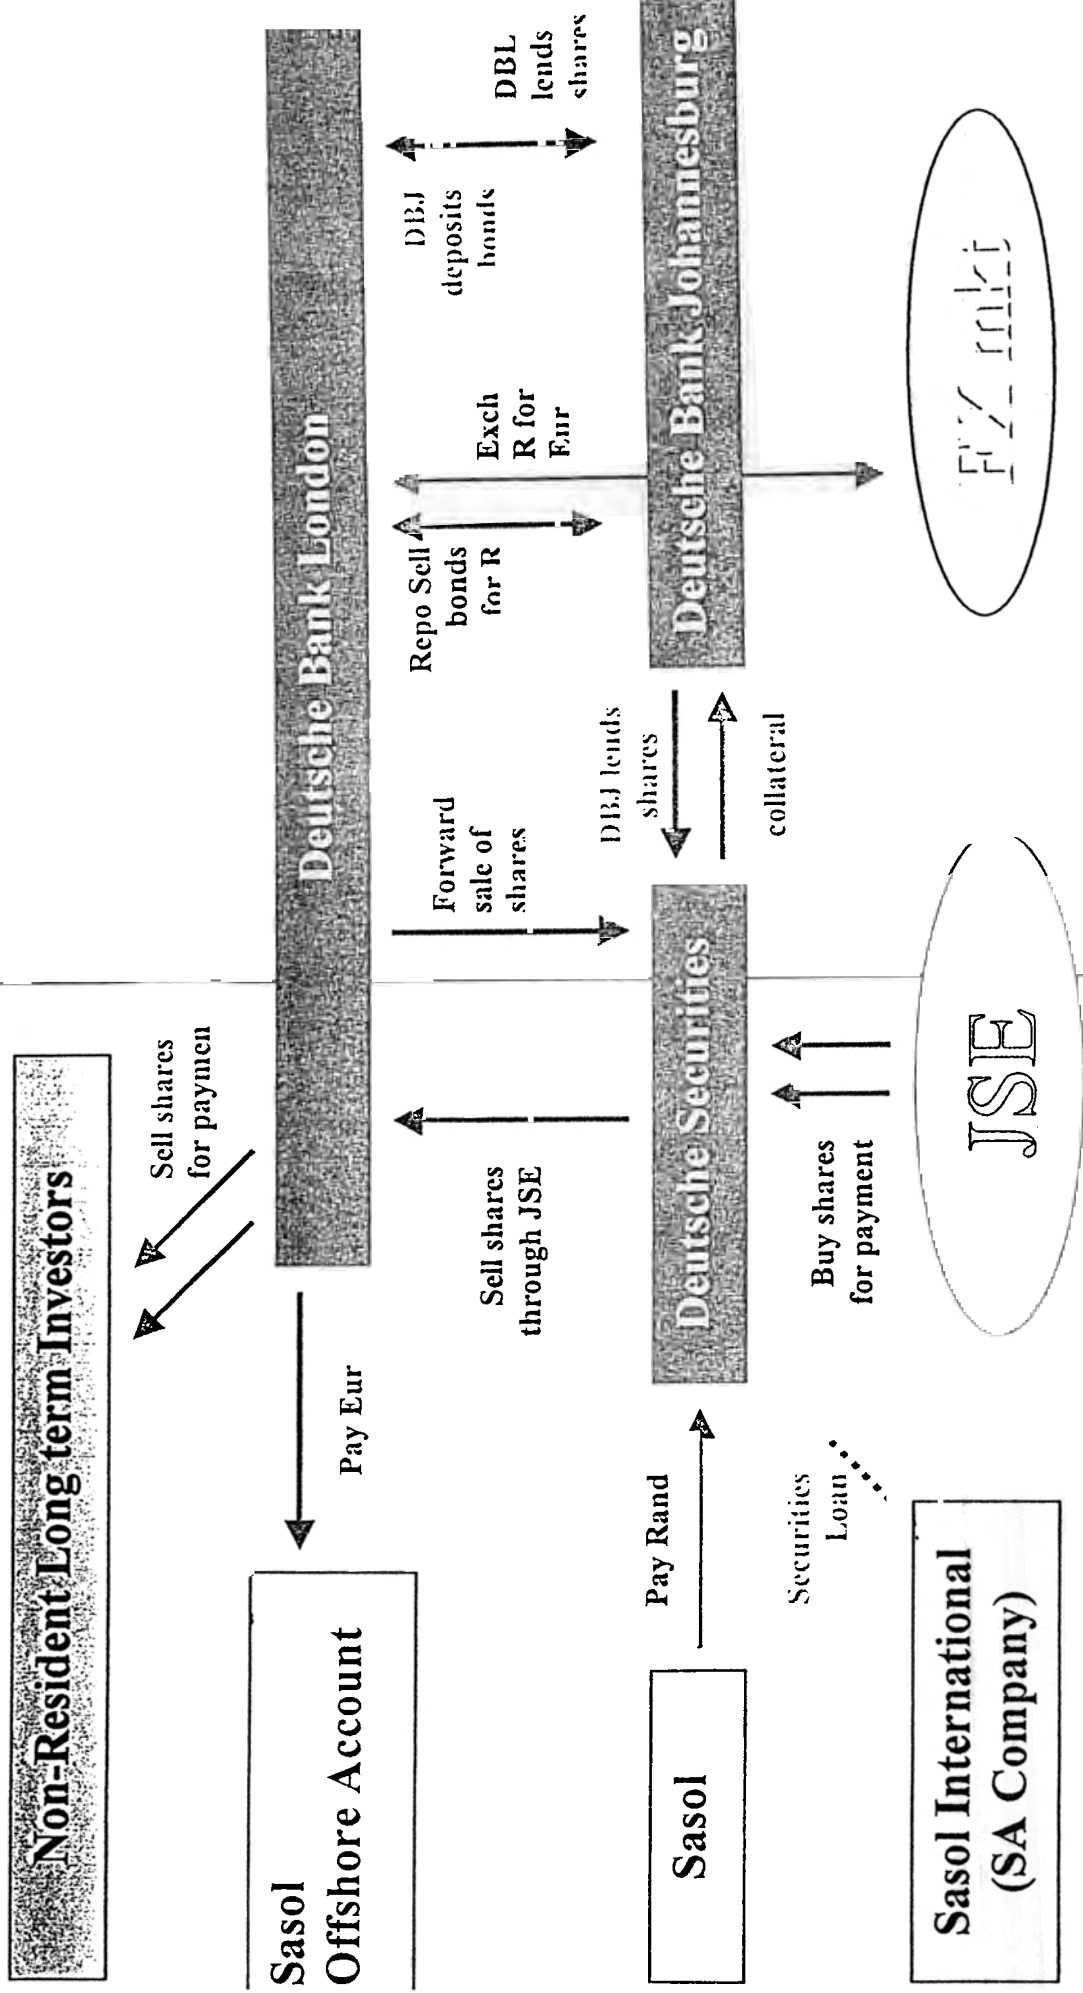 Non-Resident Long term Investors
Sell shares
for paymen
Sasol
Offshore Account
Pay Eur
Deutsche Bank London
Sell shares
through JSE
Forward
sale of
shares
Repo Sell
bonds
for R
Exch
R for
Eur
DBJ
deposits
bonds
DBL
lends
shares
Sasol
Pay Rand
Deutsche Securities
DBJ lends
shares
collateral
Deutsche Bank Johannesburg
Securities
Loan
Buy shares
for payment
Sasol International
(SA Company)
JSE
mkt